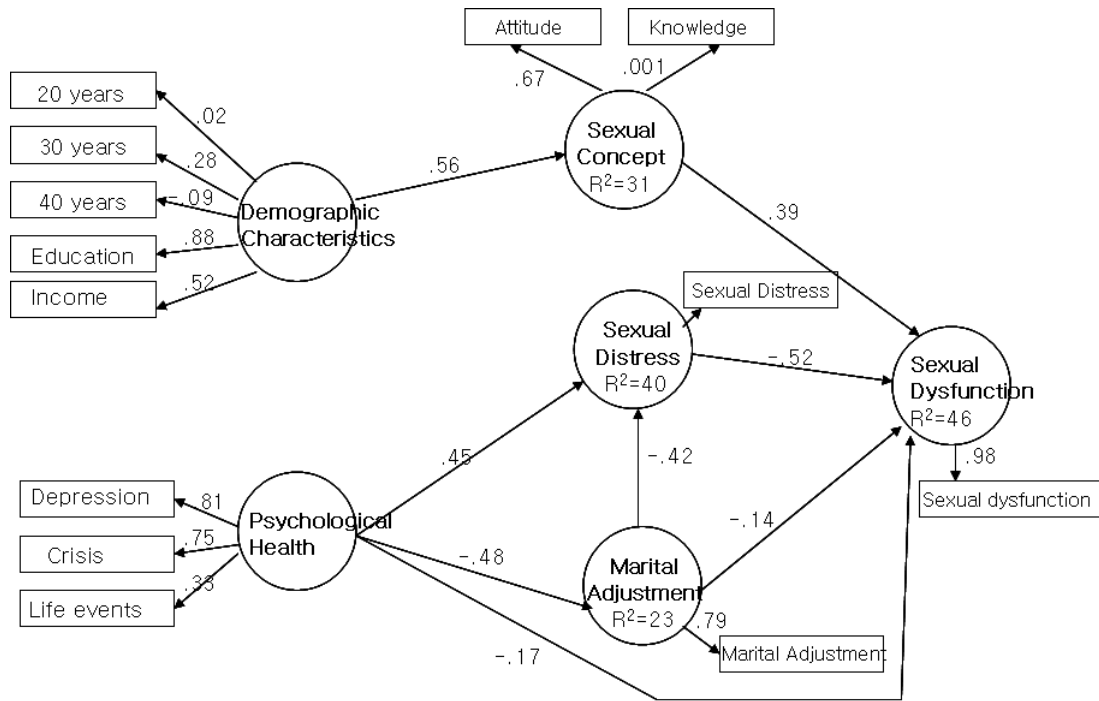 Attitude
Knowledge
.67
.001
20 years
.02
30 years
.28
40 years
-.09
Education
.88
Income
.52
Demographic
Characteristics
.56
Sexual
Concept
R²=31
.39
Sexual Distress
Sexual
Distress
R²=40
-.52
Sexual
Dysfunction
R²=46
.98
Sexual dysfunction
.45
-.42
-.14
Depression
.81
Crisis
.75
Life events
.33
Psychological
Health
-.48
Marital
Adjustment
R²=23
.79
Marital Adjustment
-.17